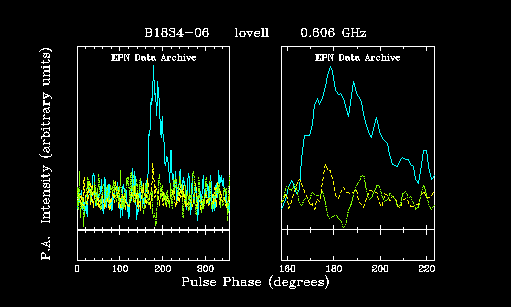 B1834-06 lovell 0.606 GHz
EPN Data Archive EPN Data Archive
P.A. Intensity (arbitrary units)
0 100 200 300 160 180 200 220
Pulse Phase (degrees)